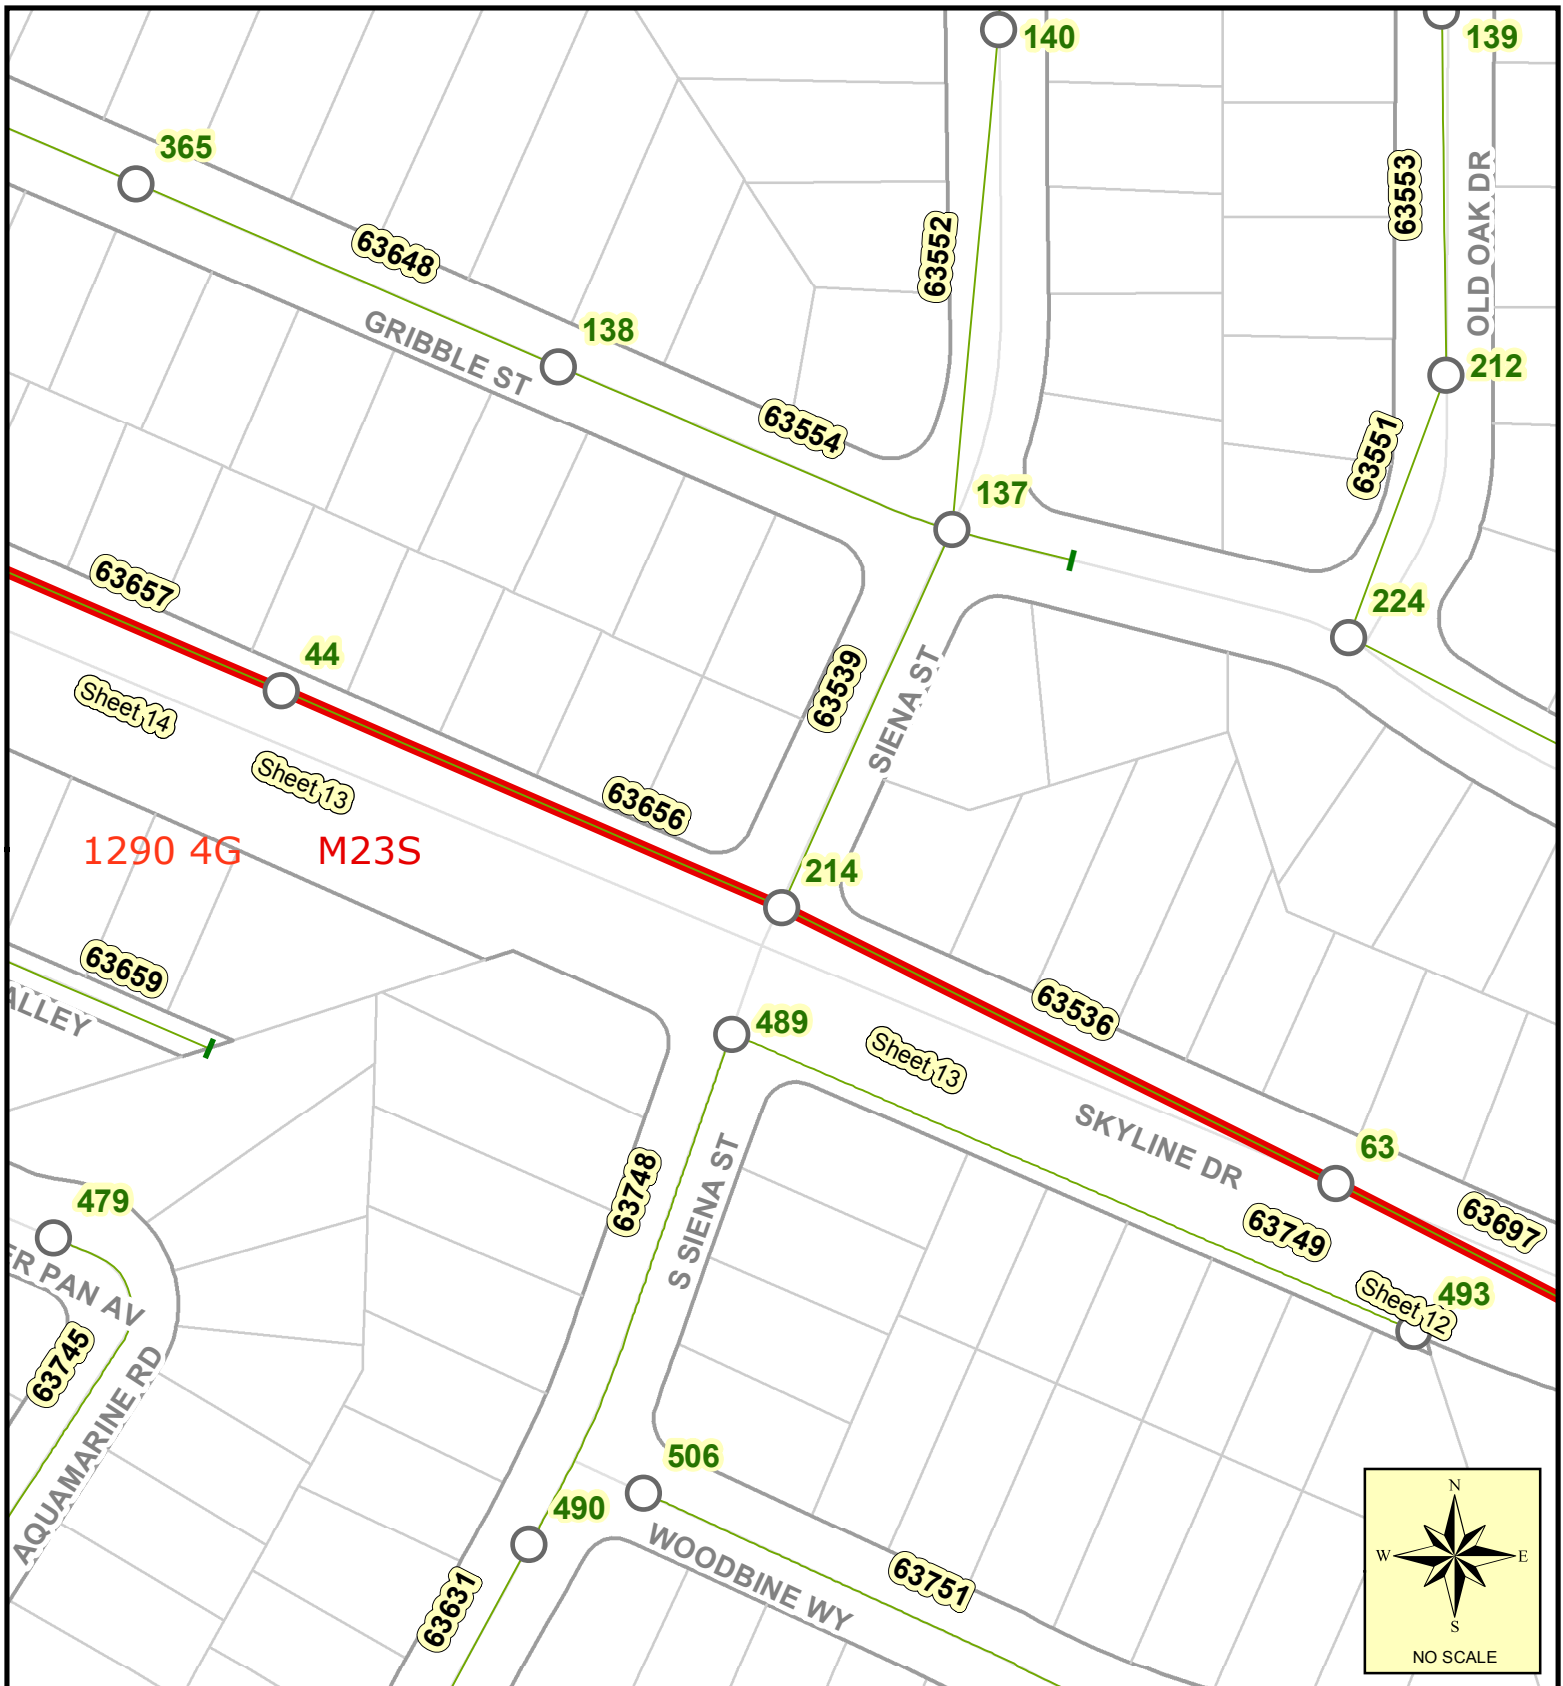 140
139
365
63553
OLD OAK DR
63648
63552
138
GRIBBLE ST
212
63554
63551
137
63657
224
44
63539
Sheet 14
SIENA ST
Sheet 13
63656
1290 4G
M23S
214
63659
ALLEY
63536
489
Sheet 13
SKYLINE DR
63
479
63748
S SIENA ST
63697
63749
ER PAN AV
493
Sheet 12
63745
AQUAMARINE RD
506
490
WOODBINE WY
63751
63631
N
W
E
S
NO SCALE